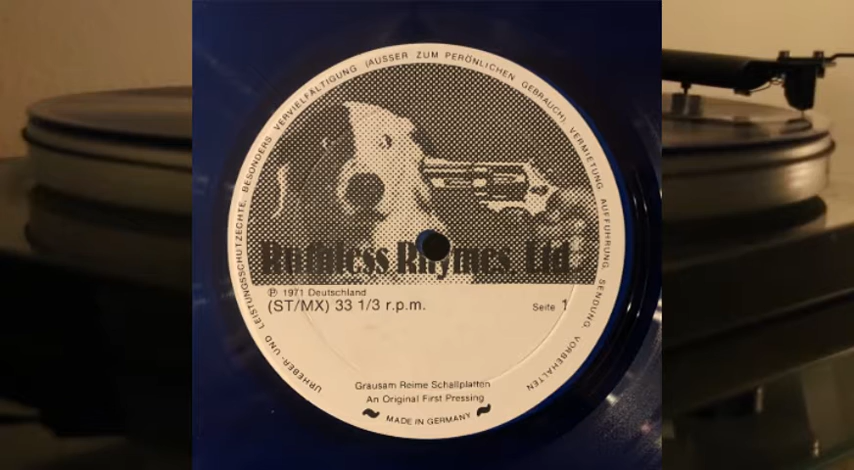 URHEBER- UND LEISTUNGSSCHUTZECHTE, BESONDERS VERVIELFÄLTIGUNG (AUSSER ZUM PERÖNLICHEN GEBRAUCH), VERMIETUNG, AUFFÜHRUNG, SENDUNG, VORBEHALTEN
Ruthless Rhymes Ltd.
℗ 1971 Deutschland
(ST/MX) 33 1/3 r.p.m.
Seite 1
Grausam Reime Schallplatten
An Original First Pressing
MADE IN GERMANY